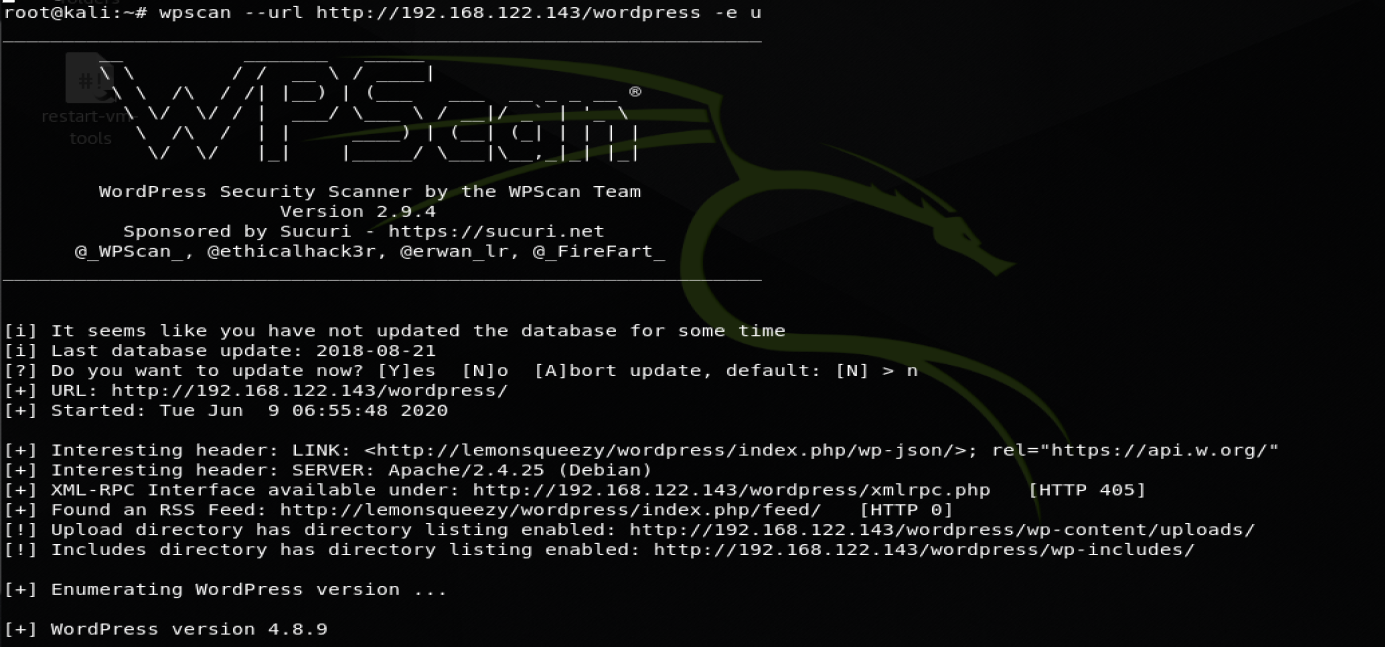 root@kali:~# wpscan --url http://192.168.122.143/wordpress -e u
WPScan ®
restart-vm-
tools
WordPress Security Scanner by the WPScan Team
Version 2.9.4
Sponsored by Sucuri - https://sucuri.net
@_WPScan_, @ethicalhack3r, @erwan_lr, @_FireFart_
[i] It seems like you have not updated the database for some time
[i] Last database update: 2018-08-21
[?] Do you want to update now? [Y]es  [N]o  [A]bort update, default: [N] > n
[+] URL: http://192.168.122.143/wordpress/
[+] Started: Tue Jun  9 06:55:48 2020
[+] Interesting header: LINK: <http://lemonsqueezy/wordpress/index.php/wp-json/>; rel="https://api.w.org/"
[+] Interesting header: SERVER: Apache/2.4.25 (Debian)
[+] XML-RPC Interface available under: http://192.168.122.143/wordpress/xmlrpc.php   [HTTP 405]
[+] Found an RSS Feed: http://lemonsqueezy/wordpress/index.php/feed/   [HTTP 0]
[!] Upload directory has directory listing enabled: http://192.168.122.143/wordpress/wp-content/uploads/
[!] Includes directory has directory listing enabled: http://192.168.122.143/wordpress/wp-includes/
[+] Enumerating WordPress version ...
[+] WordPress version 4.8.9